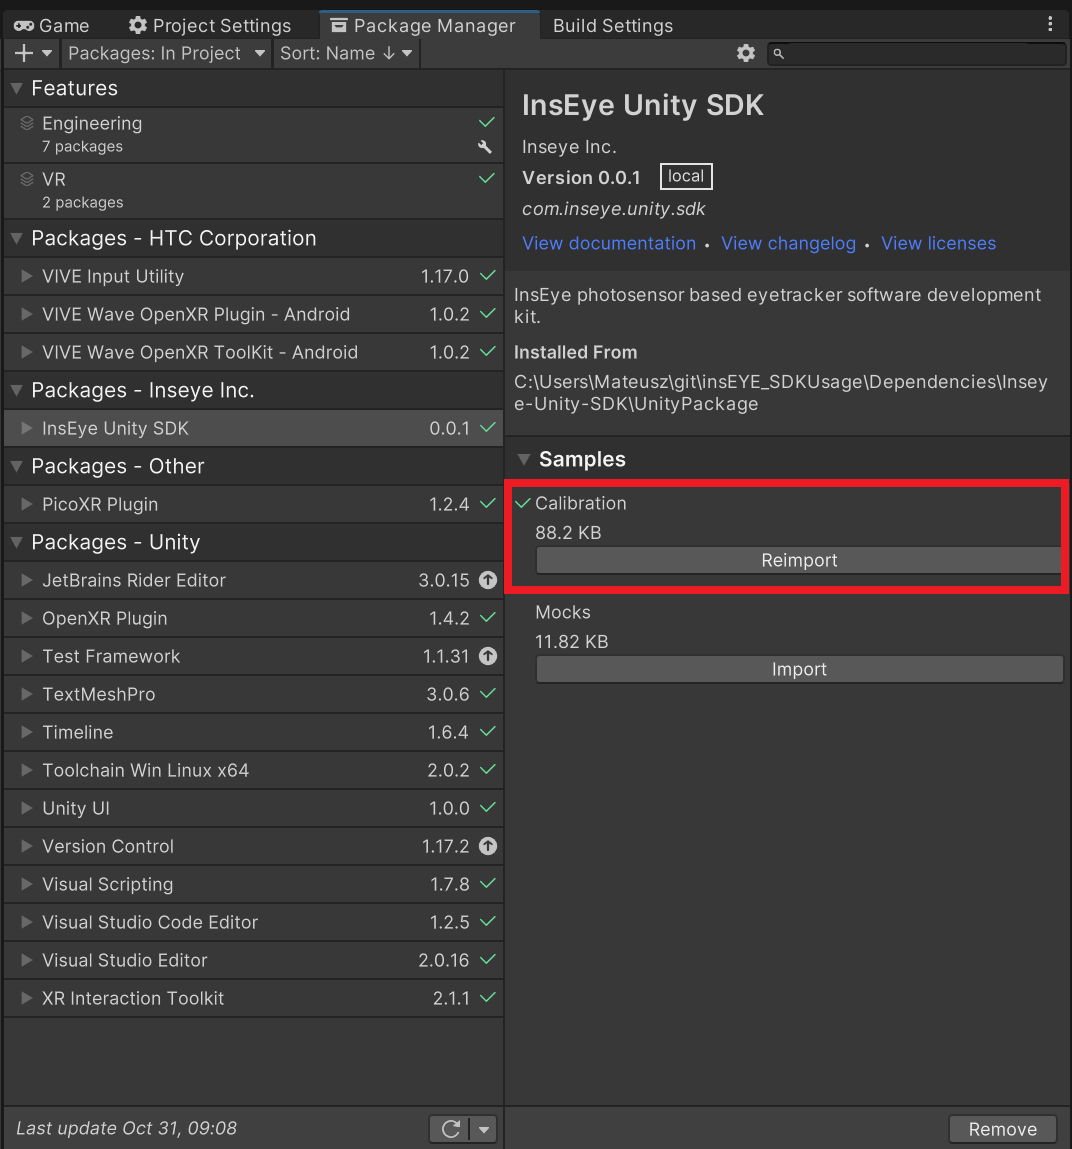 Game
Project Settings
Package Manager
Build Settings
Packages: In Project
Sort: Name ↓
Features
Engineering
7 packages
VR
2 packages
Packages - HTC Corporation
VIVE Input Utility 1.17.0
VIVE Wave OpenXR Plugin - Android 1.0.2
VIVE Wave OpenXR ToolKit - Android 1.0.2
Packages - Inseye Inc.
InsEye Unity SDK 0.0.1
Packages - Other
PicoXR Plugin 1.2.4
Packages - Unity
JetBrains Rider Editor 3.0.15
OpenXR Plugin 1.4.2
Test Framework 1.1.31
TextMeshPro 3.0.6
Timeline 1.6.4
Toolchain Win Linux x64 2.0.2
Unity UI 1.0.0
Version Control 1.17.2
Visual Scripting 1.7.8
Visual Studio Code Editor 1.2.5
Visual Studio Editor 2.0.16
XR Interaction Toolkit 2.1.1
Last update Oct 31, 09:08
InsEye Unity SDK
Inseye Inc.
Version 0.0.1 local
com.inseye.unity.sdk
View documentation • View changelog • View licenses
InsEye photosensor based eyetracker software development
kit.
Installed From
C:\Users\Mateusz\git\insEYE_SDKUsage\Dependencies\Insey
e-Unity-SDK\UnityPackage
Samples
Calibration
88.2 KB
Reimport
Mocks
11.82 KB
Import
Remove